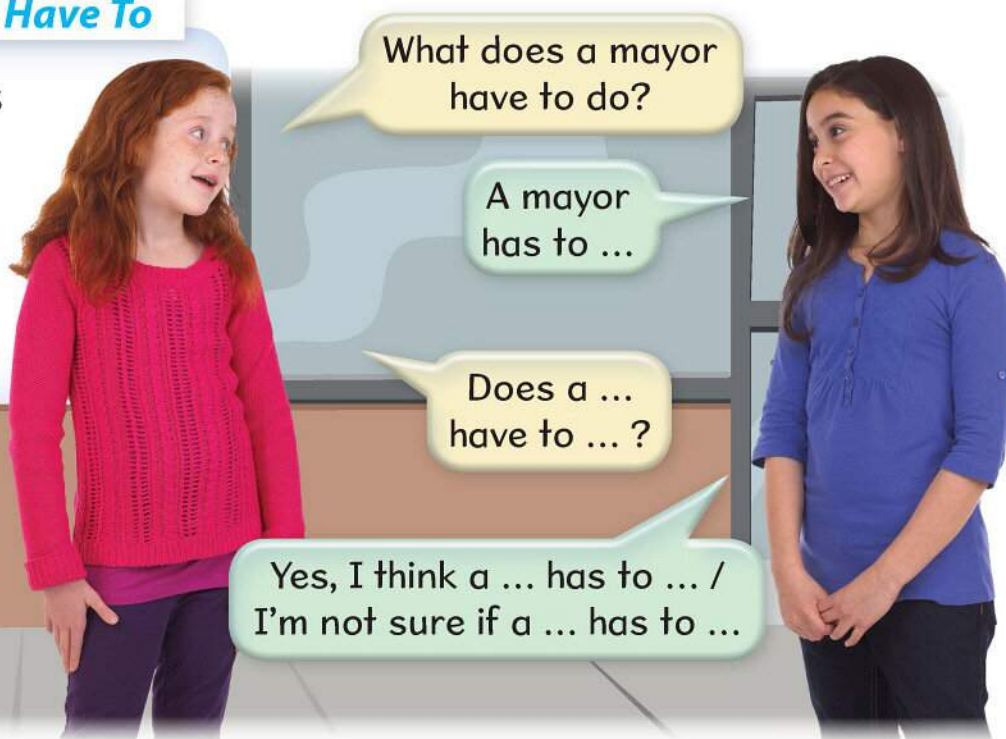 Have To
What does a mayor
have to do?
A mayor
has to ...
Does a ...
have to ... ?
Yes, I think a ... has to ... /
I'm not sure if a ... has to ...